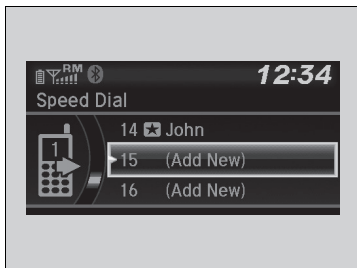 RM 12:34
Speed Dial
14 John
1
15 (Add New)
16 (Add New)